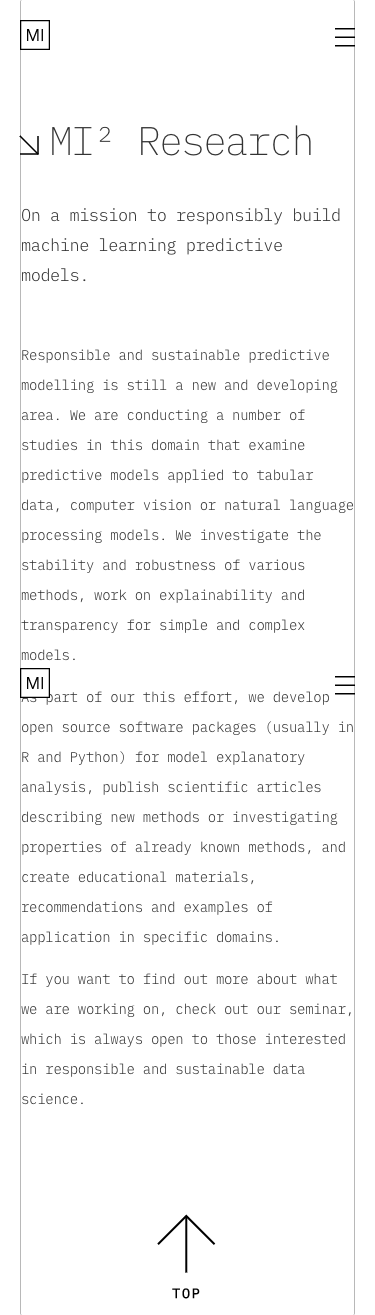 MI
MI² Research
On a mission to responsibly build
machine learning predictive
models.
Responsible and sustainable predictive
modelling is still a new and developing
area. We are conducting a number of
studies in this domain that examine
predictive models applied to tabular
data, computer vision or natural language
processing models. We investigate the
stability and robustness of various
methods, work on explainability and
transparency for simple and complex
models.
MI
As part of our this effort, we develop
open source software packages (usually in
R and Python) for model explanatory
analysis, publish scientific articles
describing new methods or investigating
properties of already known methods, and
create educational materials,
recommendations and examples of
application in specific domains.
If you want to find out more about what
we are working on, check out our seminar,
which is always open to those interested
in responsible and sustainable data
science.
TOP